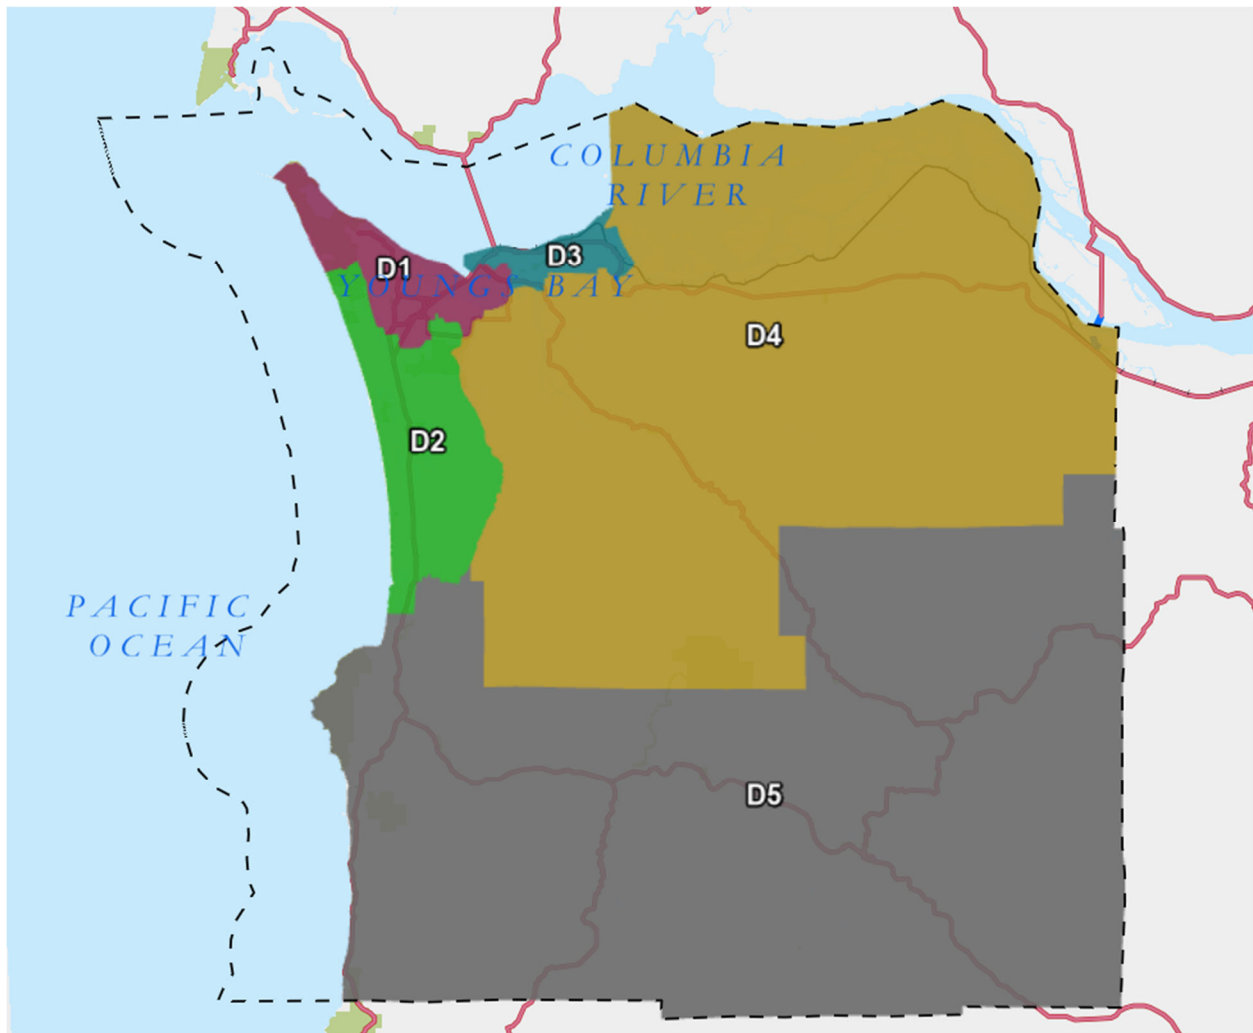 COLUMBIA
RIVER
D3
D1
YOUNGS BAY
D4
D2
PACIFIC
OCEAN
D5